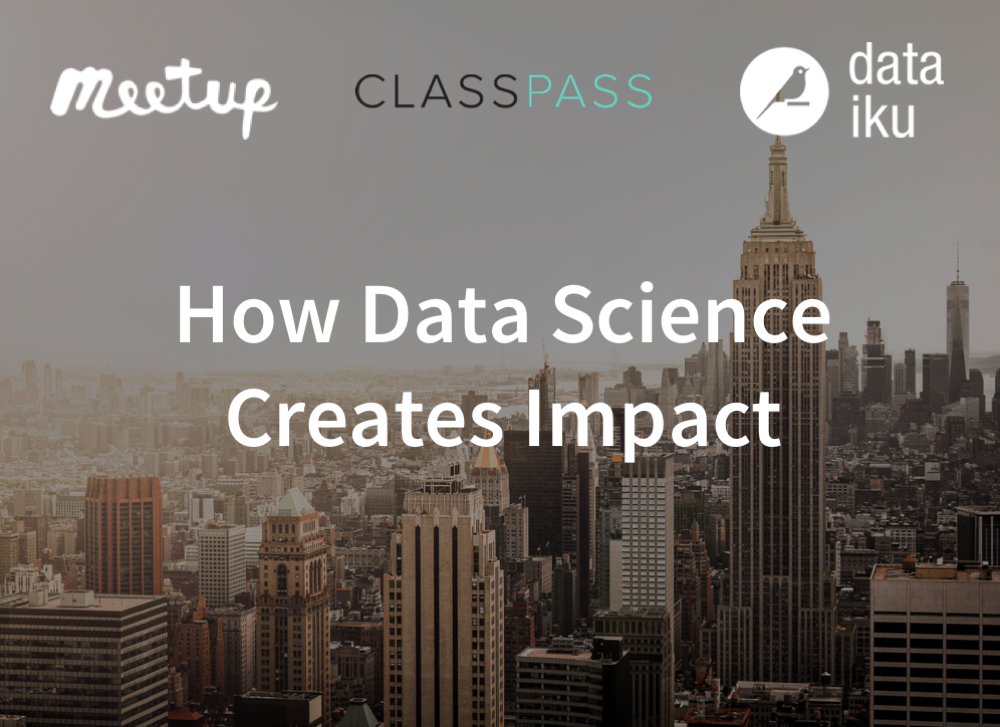 meetup
CLASSPASS
data
iku
How Data Science
Creates Impact